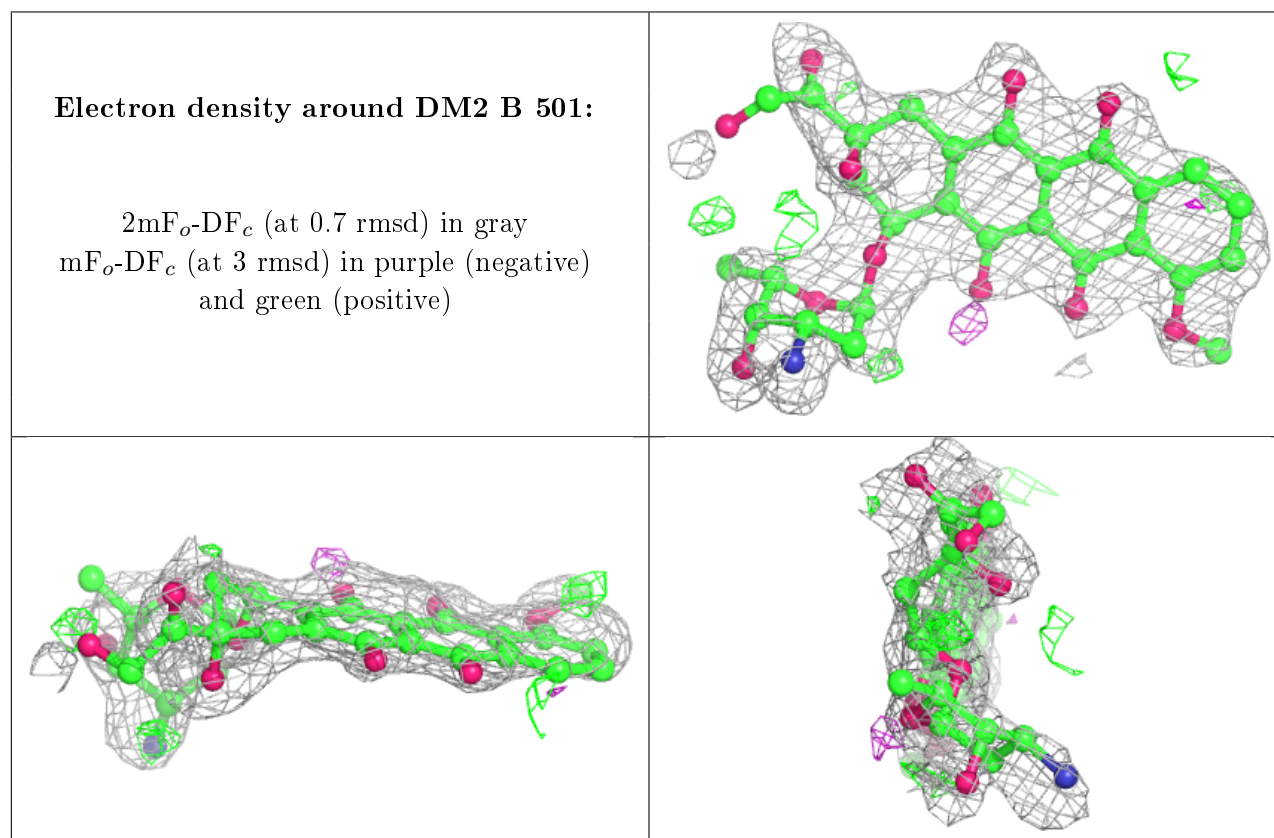 Electron density around DM2 B 501:
2mFₒ-DF𝒸 (at 0.7 rmsd) in gray
mFₒ-DF𝒸 (at 3 rmsd) in purple (negative)
and green (positive)